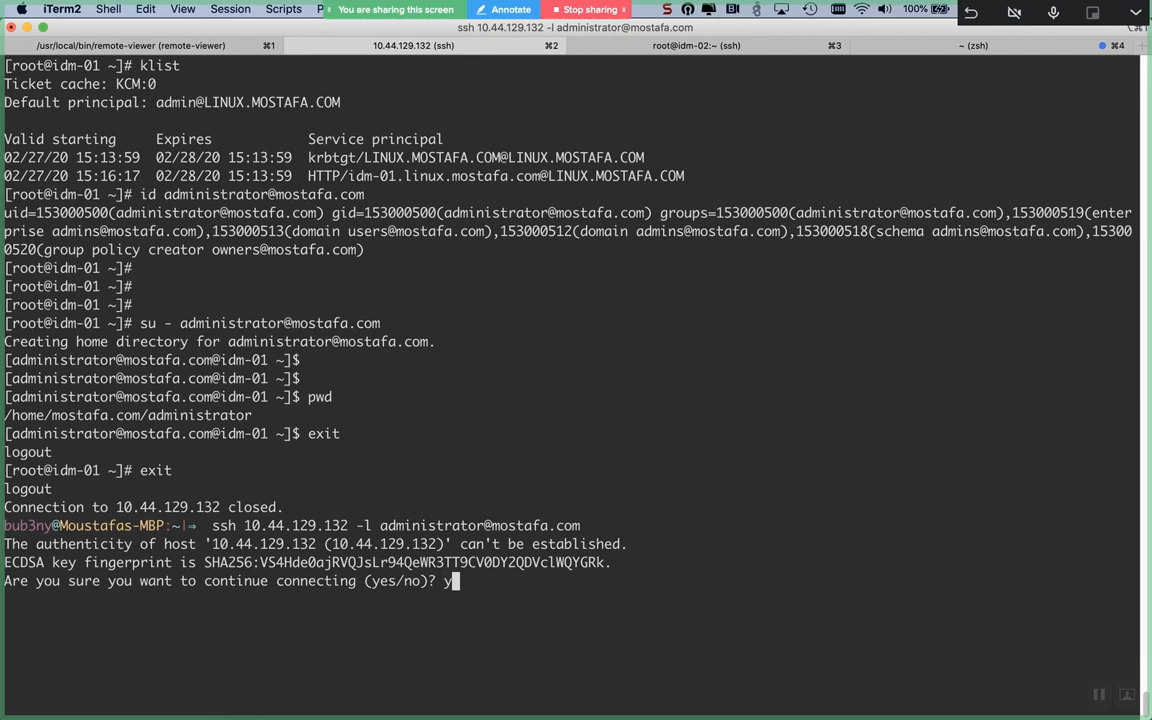 iTerm2 Shell Edit View Session Scripts P
You are sharing this screen Annotate Stop sharing
100%
ssh 10.44.129.132 -l administrator@mostafa.com
/usr/local/bin/remote-viewer (remote-viewer) ⌘1 10.44.129.132 (ssh) ⌘2 root@idm-02:~ (ssh) ⌘3 ~ (zsh) ⌘4
[root@idm-01 ~]# klist
Ticket cache: KCM:0
Default principal: admin@LINUX.MOSTAFA.COM
Valid starting Expires Service principal
02/27/20 15:13:59 02/28/20 15:13:59 krbtgt/LINUX.MOSTAFA.COM@LINUX.MOSTAFA.COM
02/27/20 15:16:17 02/28/20 15:13:59 HTTP/idm-01.linux.mostafa.com@LINUX.MOSTAFA.COM
[root@idm-01 ~]# id administrator@mostafa.com
uid=153000500(administrator@mostafa.com) gid=153000500(administrator@mostafa.com) groups=153000500(administrator@mostafa.com),153000519(enter
prise admins@mostafa.com),153000513(domain users@mostafa.com),153000512(domain admins@mostafa.com),153000518(schema admins@mostafa.com),15300
0520(group policy creator owners@mostafa.com)
[root@idm-01 ~]#
[root@idm-01 ~]#
[root@idm-01 ~]#
[root@idm-01 ~]# su - administrator@mostafa.com
Creating home directory for administrator@mostafa.com.
[administrator@mostafa.com@idm-01 ~]$
[administrator@mostafa.com@idm-01 ~]$
[administrator@mostafa.com@idm-01 ~]$ pwd
/home/mostafa.com/administrator
[administrator@mostafa.com@idm-01 ~]$ exit
logout
[root@idm-01 ~]# exit
logout
Connection to 10.44.129.132 closed.
bub3ny@Moustafas-MBP:~|⇒ ssh 10.44.129.132 -l administrator@mostafa.com
The authenticity of host '10.44.129.132 (10.44.129.132)' can't be established.
ECDSA key fingerprint is SHA256:VS4Hde0ajRVQJsLr94QeWR3TT9CV0DY2QDVclWQYGRk.
Are you sure you want to continue connecting (yes/no)? y